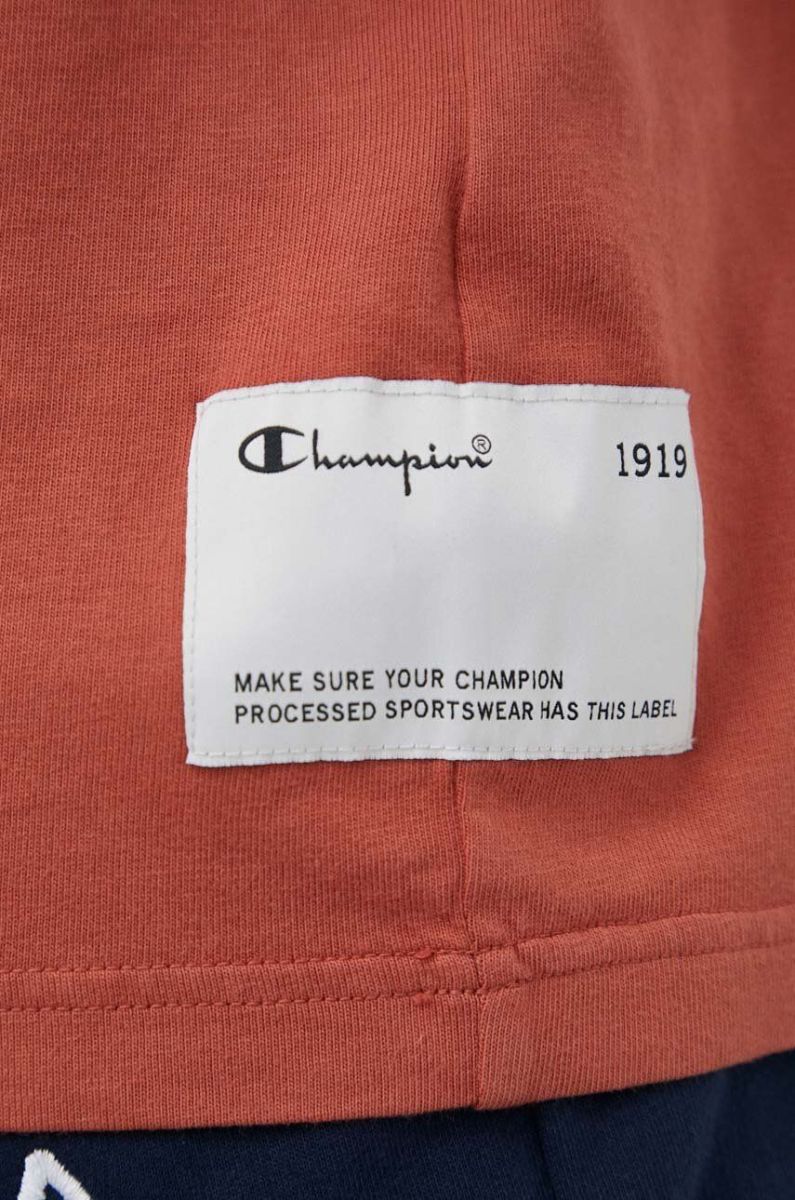 Champion® 1919
MAKE SURE YOUR CHAMPION
PROCESSED SPORTSWEAR HAS THIS LABEL